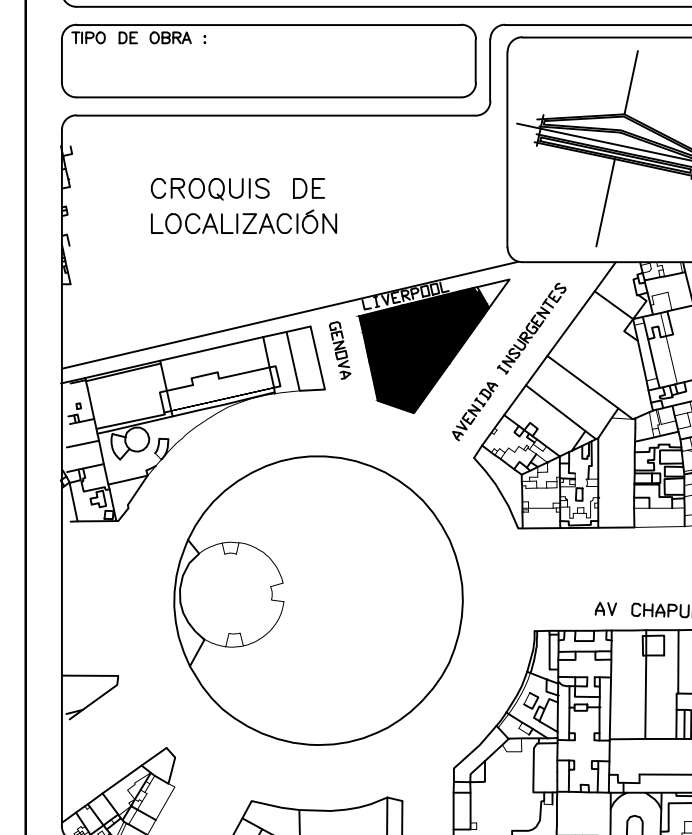 TIPO DE OBRA :
CROQUIS DE
LOCALIZACIÓN
LIVERPOOL
GENOVA
AVENIDA INSURGENTES
AV CHAPU